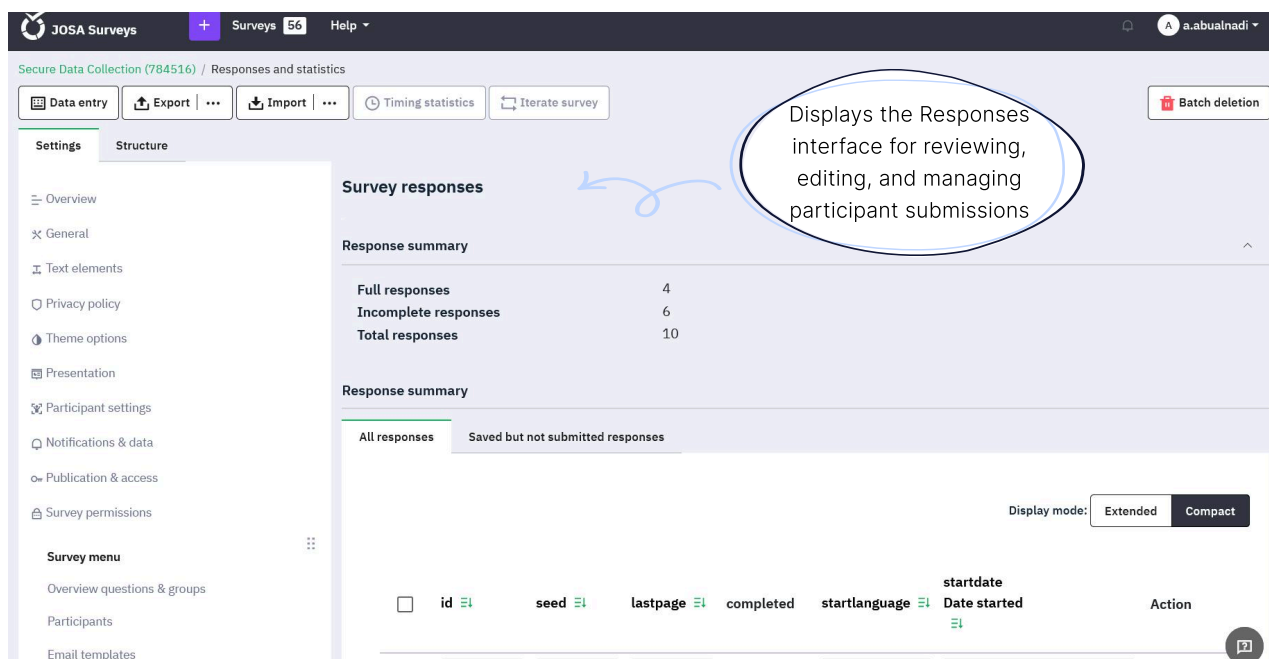 JOSA Surveys
+
Surveys 56
Help
A a.abualnadi
Secure Data Collection (784516) / Responses and statistics
Data entry
Export ...
Import ...
Timing statistics
Iterate survey
Batch deletion
Displays the Responses
interface for reviewing,
editing, and managing
participant submissions
Settings
Structure
Overview
General
Text elements
Privacy policy
Theme options
Presentation
Participant settings
Notifications & data
Publication & access
Survey permissions
Survey menu
Overview questions & groups
Participants
Email templates
Survey responses
Response summary
Full responses 4
Incomplete responses 6
Total responses 10
Response summary
All responses
Saved but not submitted responses
Display mode: Extended Compact
id
seed
lastpage
completed
startlanguage
startdate
Date started
Action